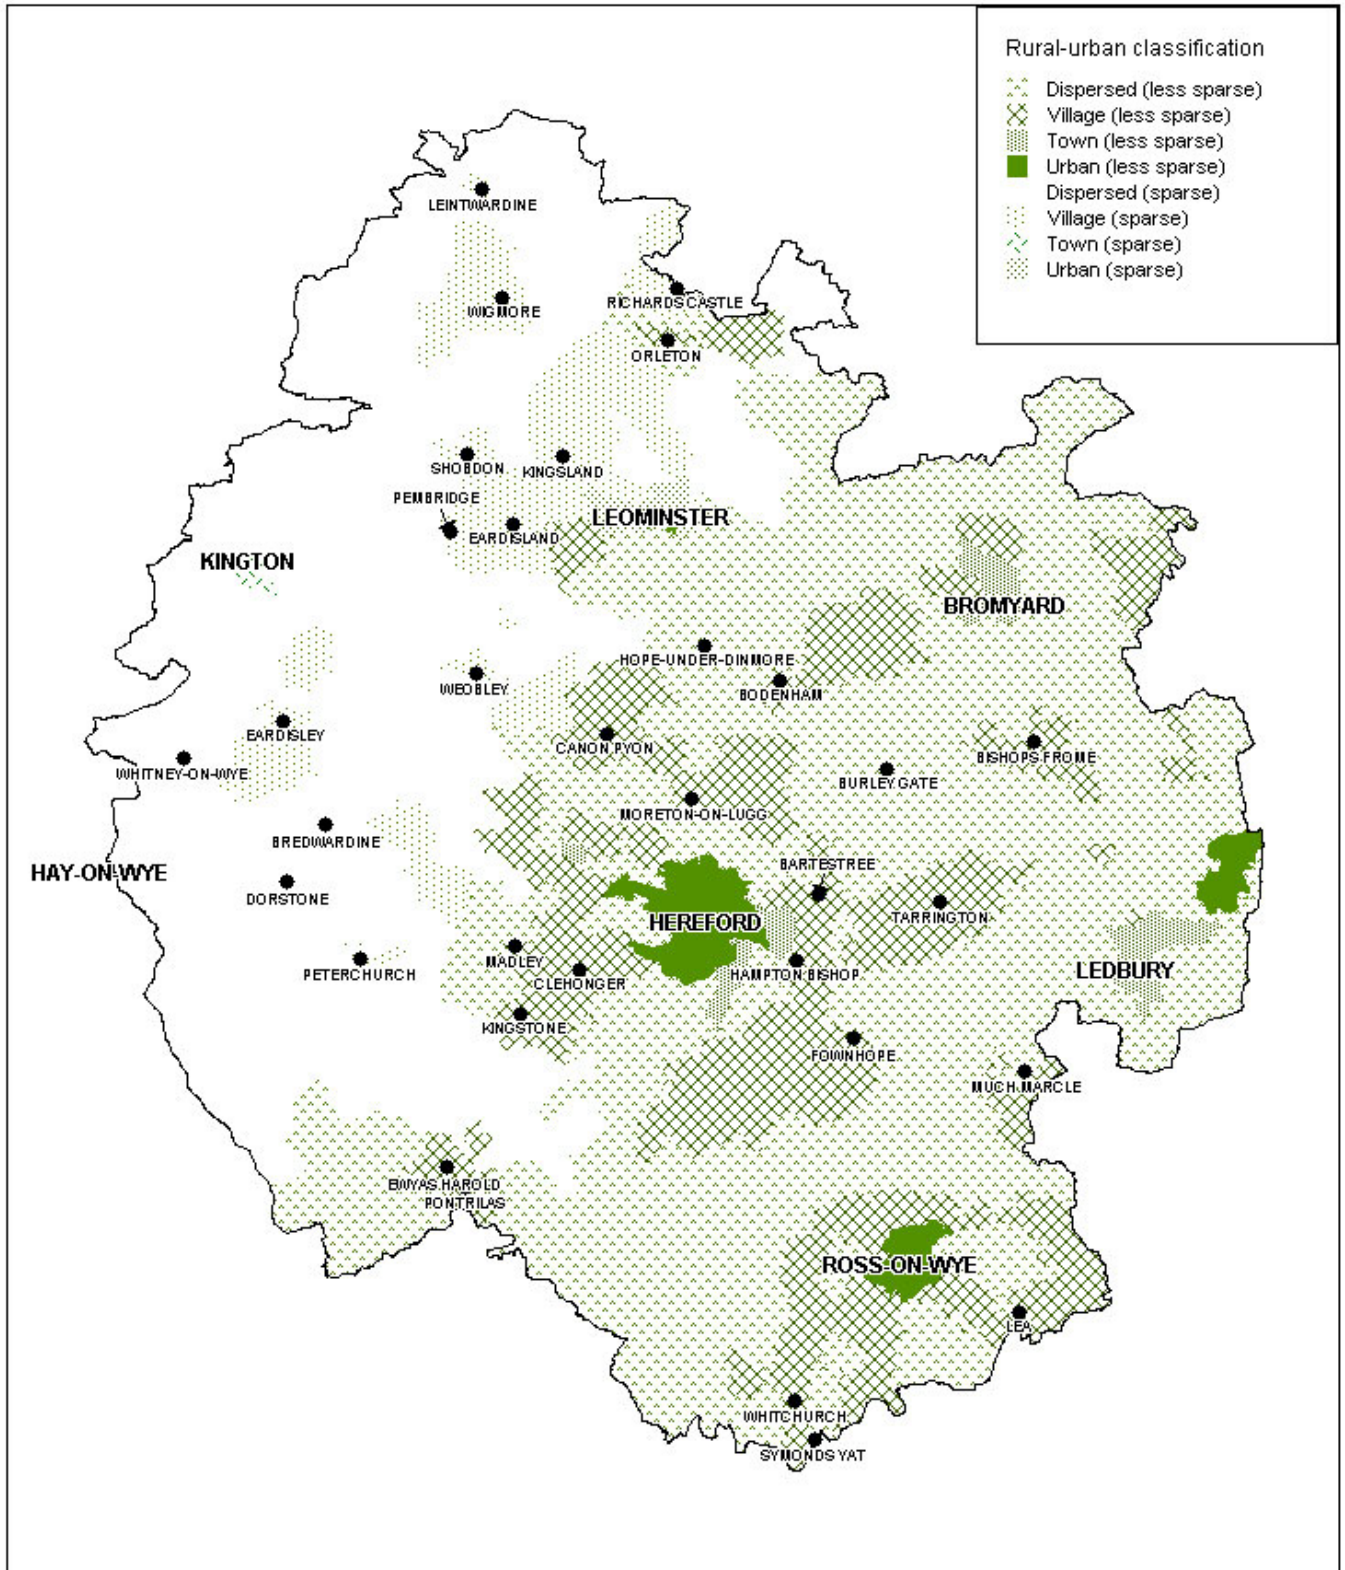 Rural-urban classification
Dispersed (less sparse)
Village (less sparse)
Town (less sparse)
Urban (less sparse)
Dispersed (sparse)
Village (sparse)
Town (sparse)
Urban (sparse)
LEINTWARDINE
WIGMORE
RICHARDS CASTLE
ORLETON
SHOBDON
KINGSLAND
PEMBRIDGE
LEOMINSTER
EARDISLAND
KINGTON
BROMYARD
HOPE-UNDER-DINMORE
WEOBLEY
BODENHAM
EARDISLEY
CANON PYON
BISHOPS FROME
WHITNEY-ON-WYE
BURLEY GATE
MORETON-ON-LUGG
BREDWARDINE
BARTESTREE
HAY-ON-WYE
DORSTONE
TARRINGTON
HEREFORD
MADLEY
PETERCHURCH
HAMPTON BISHOP
LEDBURY
CLEHONGER
KINGSTONE
FOWNHOPE
MUCH MARCLE
EWYAS HAROLD
PONTRILAS
ROSS-ON-WYE
LEA
WHITCHURCH
SYMONDS YAT